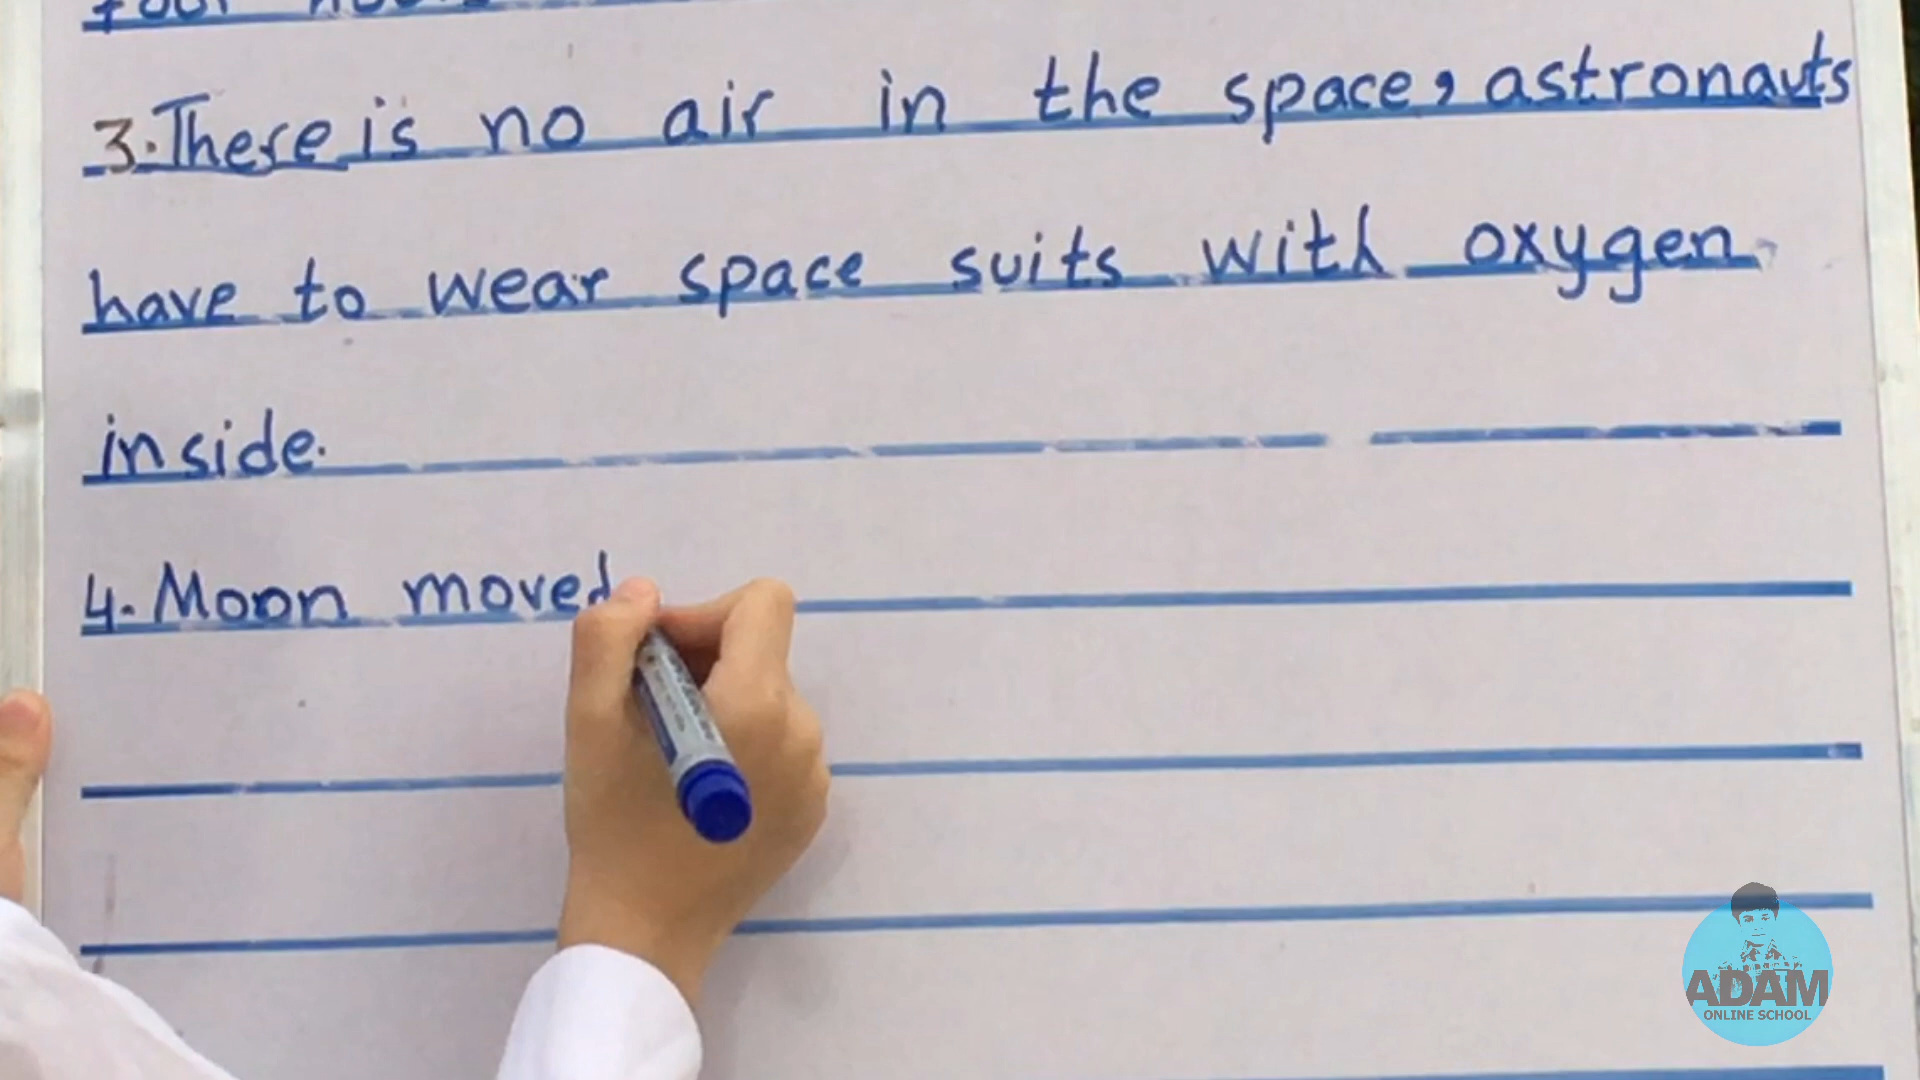 3. There is no air in the space, astronauts
have to wear space suits with oxygen
inside.
4. Moon moved
ADAM
ONLINE SCHOOL